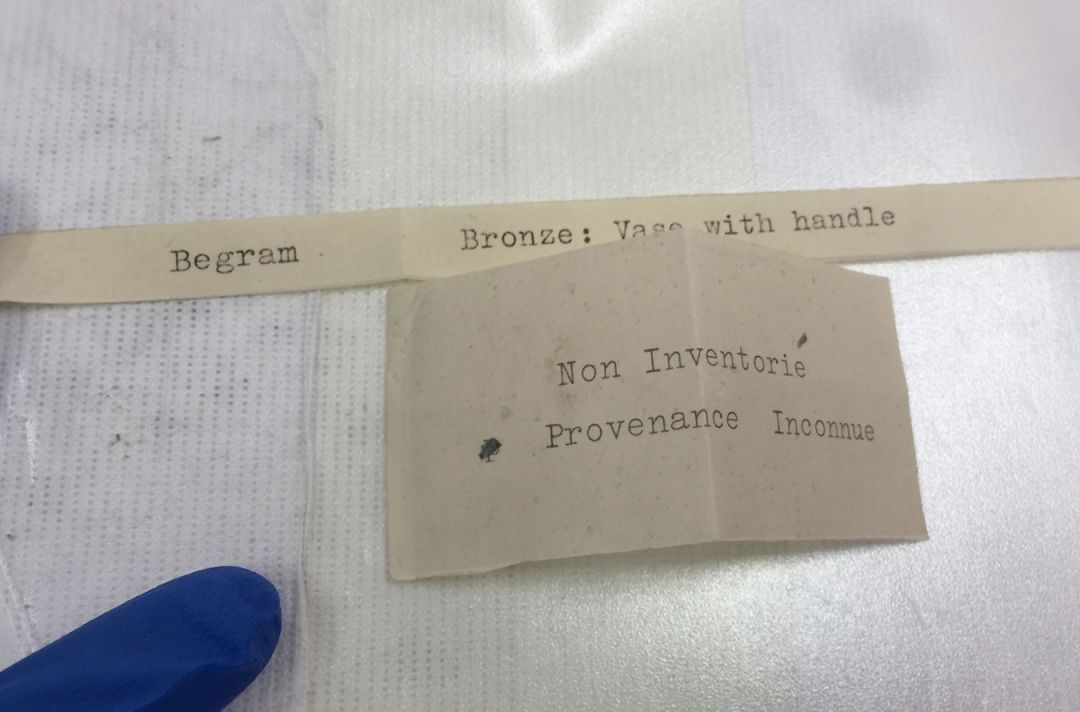 Begram Bronze: Vase with handle
Non Inventorie
Provenance Inconnue